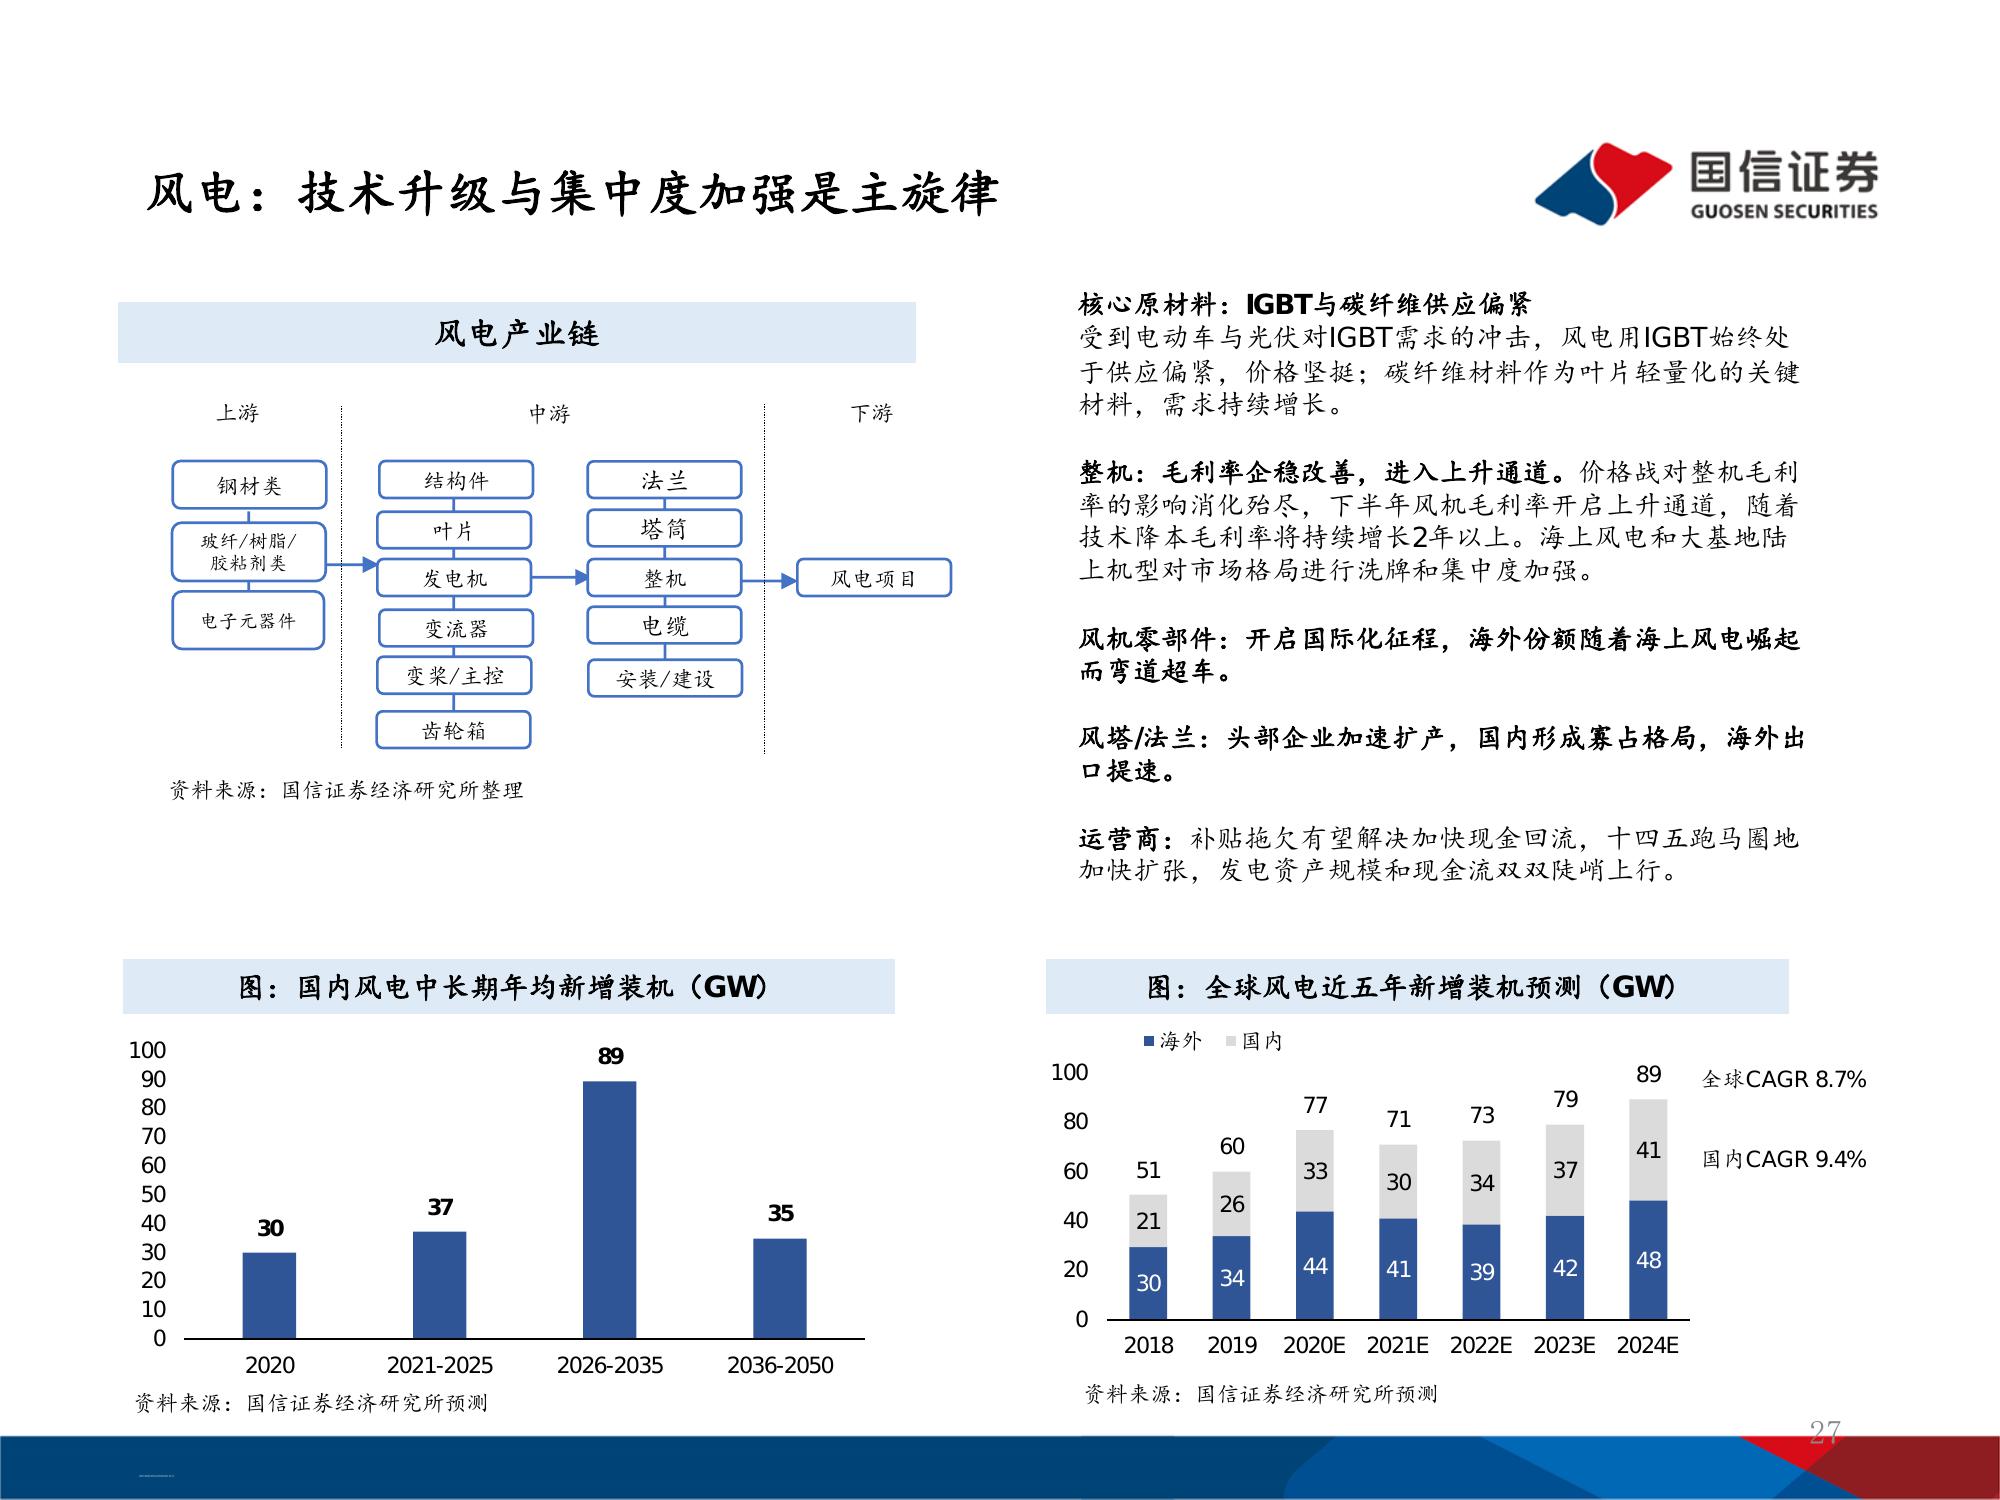 风电：技术升级与集中度加强是主旋律
国信证券
GUOSEN SECURITIES
风电产业链
上游
中游
下游
钢材类
玻纤/树脂/
胶粘剂类
电子元器件
结构件
叶片
发电机
变流器
变桨/主控
齿轮箱
法兰
塔筒
整机
电缆
安装/建设
风电项目
资料来源：国信证券经济研究所整理
核心原材料：IGBT与碳纤维供应偏紧
受到电动车与光伏对IGBT需求的冲击，风电用IGBT始终处
于供应偏紧，价格坚挺；碳纤维材料作为叶片轻量化的关键
材料，需求持续增长。
整机：毛利率企稳改善，进入上升通道。价格战对整机毛利
率的影响消化殆尽，下半年风机毛利率开启上升通道，随着
技术降本毛利率将持续增长2年以上。海上风电和大基地陆
上机型对市场格局进行洗牌和集中度加强。
风机零部件：开启国际化征程，海外份额随着海上风电崛起
而弯道超车。
风塔/法兰：头部企业加速扩产，国内形成寡占格局，海外出
口提速。
运营商：补贴拖欠有望解决加快现金回流，十四五跑马圈地
加快扩张，发电资产规模和现金流双双陡峭上行。
图：国内风电中长期年均新增装机（GW）
100
90
80
70
60
50
40
30
20
10
0
30
37
89
35
2020
2021-2025
2026-2035
2036-2050
资料来源：国信证券经济研究所预测
图：全球风电近五年新增装机预测（GW）
海外 国内
100
80
60
40
20
0
51
60
77
71
73
79
89
21
26
33
30
34
37
41
30
34
44
41
39
42
48
2018
2019
2020E
2021E
2022E
2023E
2024E
全球CAGR 8.7%
国内CAGR 9.4%
资料来源：国信证券经济研究所预测
27